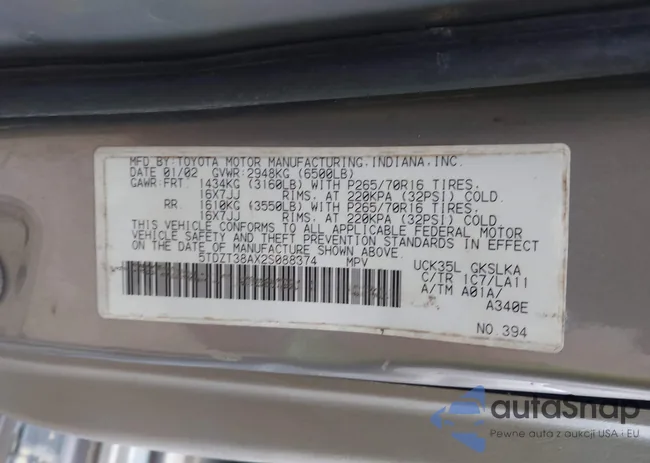 MFD.BY:TOYOTA MOTOR MANUFACTURING,INDIANA,INC.
DATE 01/02 GVWR:2948KG (6500LB)
GAWR:FRT. 1434KG (3160LB) WITH P265/70R16 TIRES,
16X7JJ RIMS, AT 220KPA (32PSI) COLD.
RR. 1610KG (3550LB) WITH P265/70R16 TIRES,
16X7JJ RIMS, AT 220KPA (32PSI) COLD.
THIS VEHICLE CONFORMS TO ALL APPLICABLE FEDERAL MOTOR
VEHICLE SAFETY AND THEFT PREVENTION STANDARDS IN EFFECT
ON THE DATE OF MANUFACTURE SHOWN ABOVE.
5TDZT38AX2S088374 MPV
UCK35L GKSLKA
C/TR 1C7/LA11
A/TM A01A/
A340E
NO.394
autoSnap
Pewne auta z aukcji USA i EU